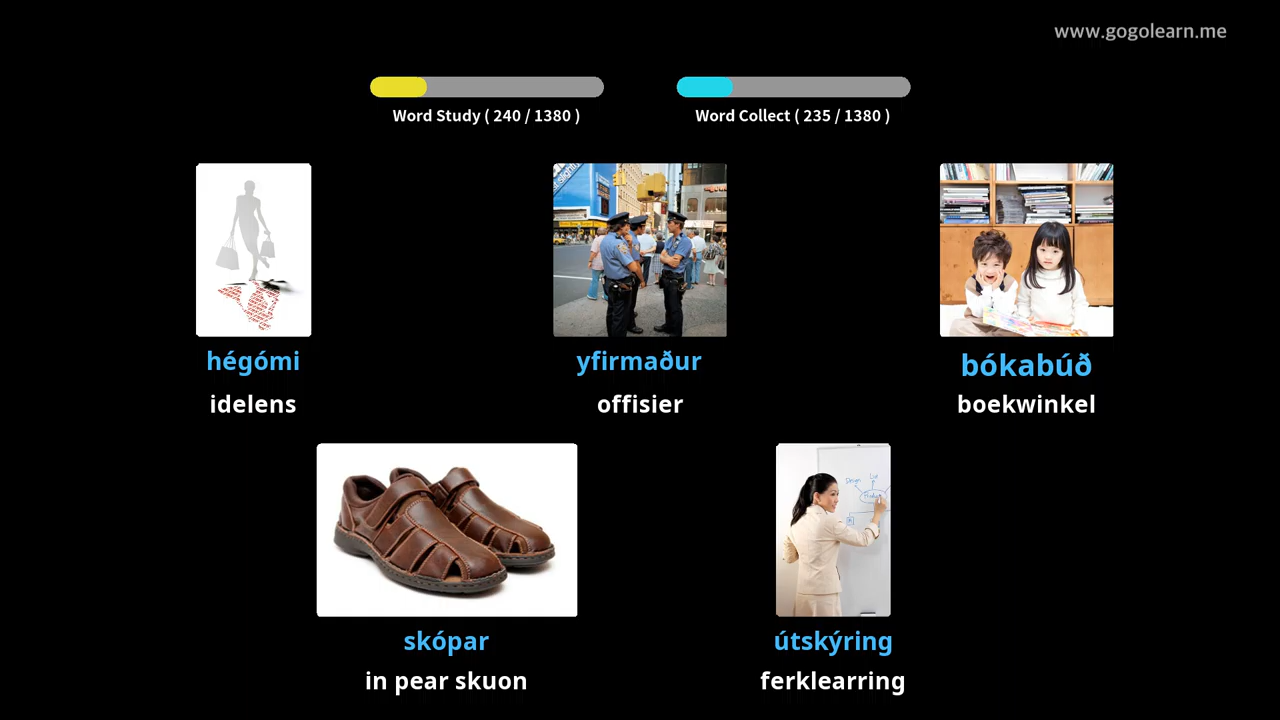 www.gogolearn.me
Word Study ( 240 / 1380 )
Word Collect ( 235 / 1380 )
hégómi
idelens
yfirmaður
offisier
bókabúð
boekwinkel
skópar
in pear skuon
útskýring
ferklearring